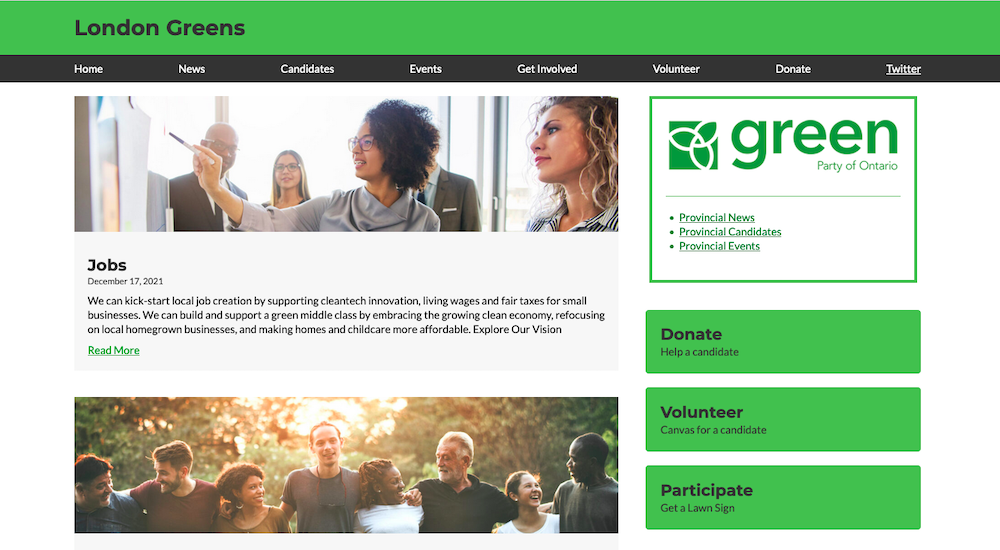 London Greens
Home News Candidates Events Get Involved Volunteer Donate Twitter
Jobs
December 17, 2021
We can kick-start local job creation by supporting cleantech innovation, living wages and fair taxes for small
businesses. We can build and support a green middle class by embracing the growing clean economy, refocusing
on local homegrown businesses, and making homes and childcare more affordable. Explore Our Vision
Read More
green
Party of Ontario
• Provincial News
• Provincial Candidates
• Provincial Events
Donate
Help a candidate
Volunteer
Canvas for a candidate
Participate
Get a Lawn Sign